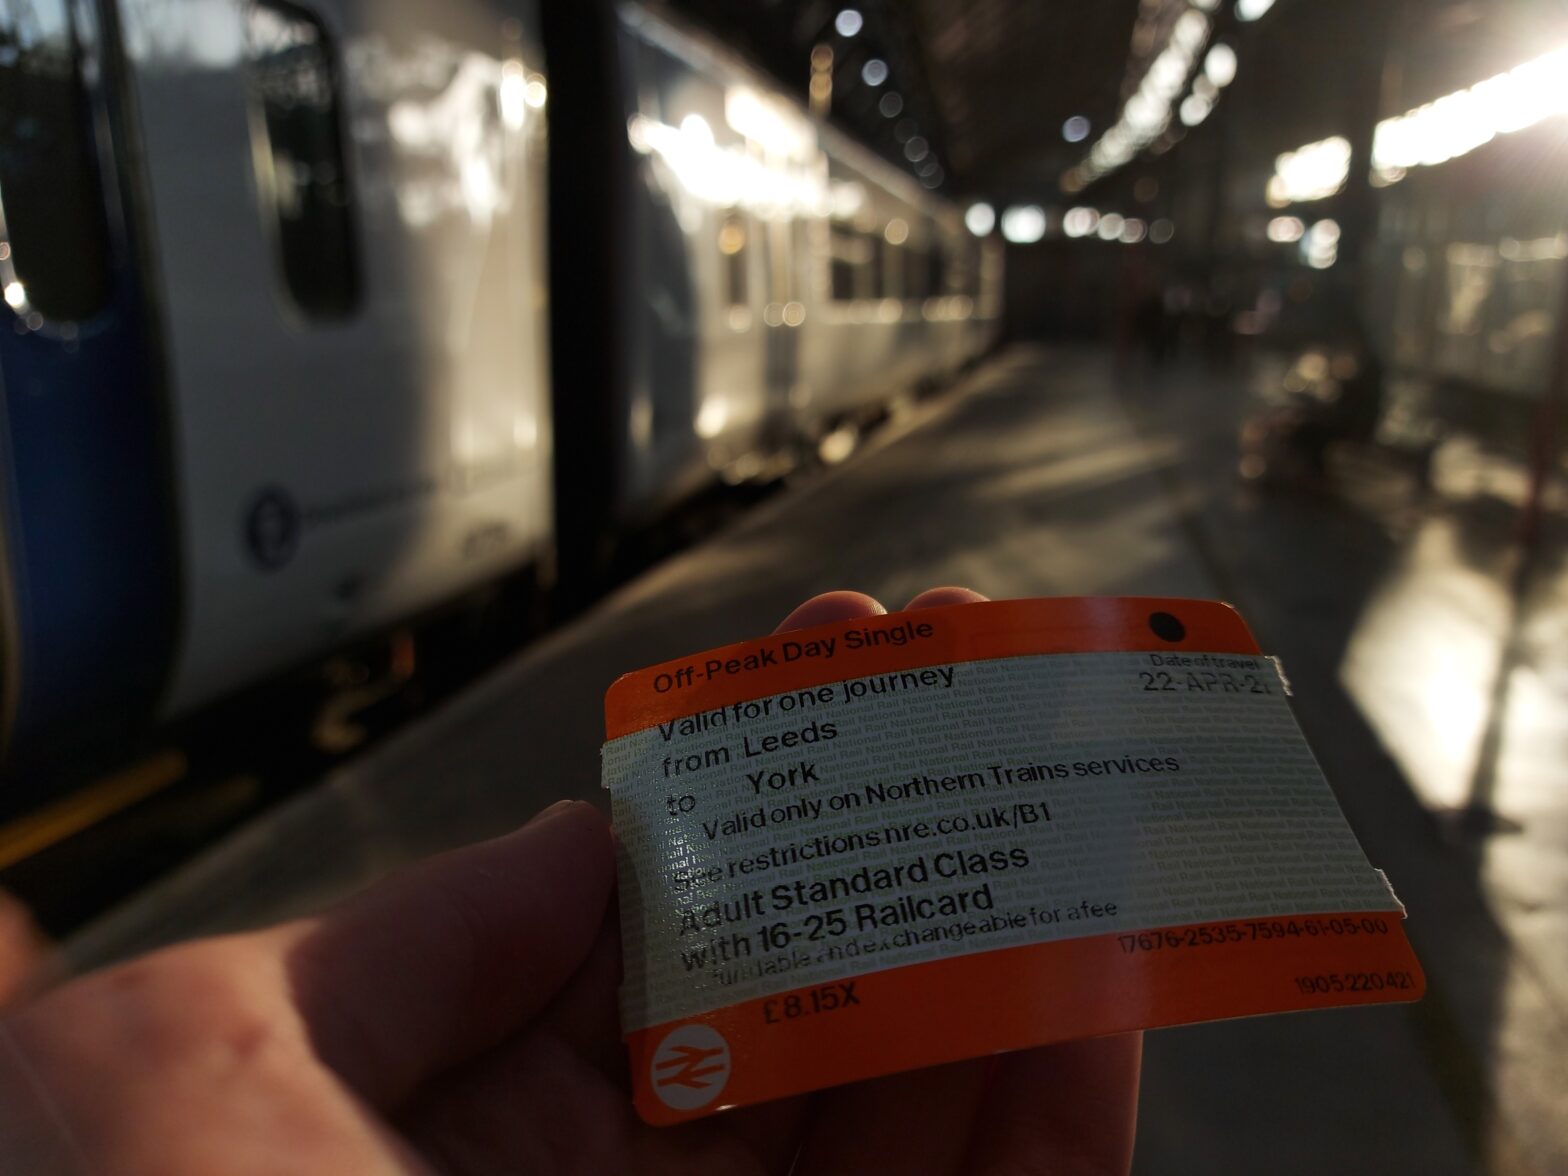 Off-Peak Day Single
Date of travel
22-APR-21
Valid for one journey
from Leeds
to York
Valid only on Northern Trains services
See restrictions nre.co.uk/B1
Adult Standard Class
with 16-25 Railcard
exchangeable for a fee
17676-2535-7594-61-05-00
£8.15X
1905 220421